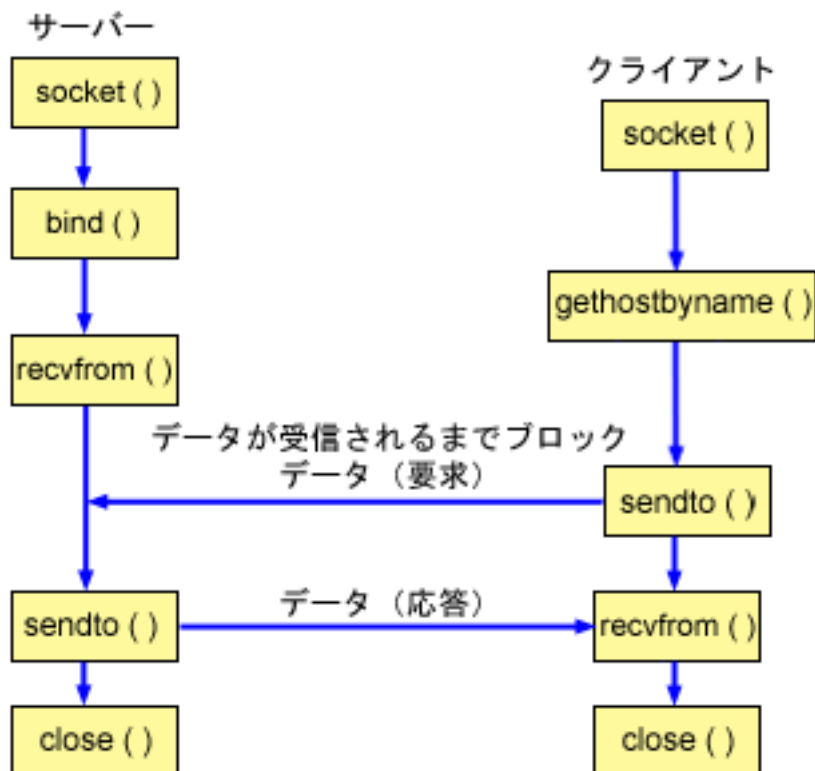 サーバー
クライアント
socket ( )
socket ( )
bind ( )
gethostbyname ( )
recvfrom ( )
データが受信されるまでブロック
データ（要求）
sendto ( )
sendto ( )
データ（応答）
recvfrom ( )
close ( )
close ( )